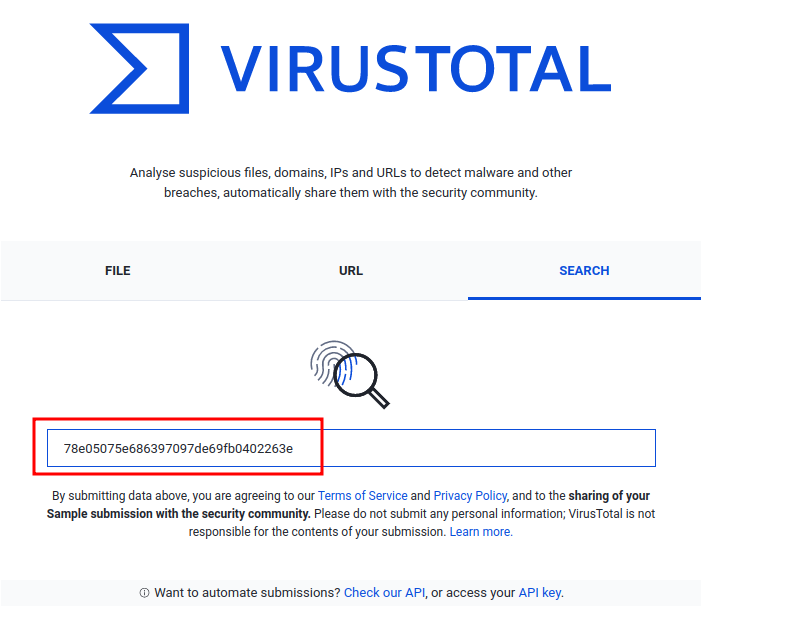 VIRUSTOTAL
Analyse suspicious files, domains, IPs and URLs to detect malware and other
breaches, automatically share them with the security community.
FILE URL SEARCH
78e05075e686397097de69fb0402263e
By submitting data above, you are agreeing to our Terms of Service and Privacy Policy, and to the sharing of your
Sample submission with the security community. Please do not submit any personal information; VirusTotal is not
responsible for the contents of your submission. Learn more.
Want to automate submissions? Check our API, or access your API key.